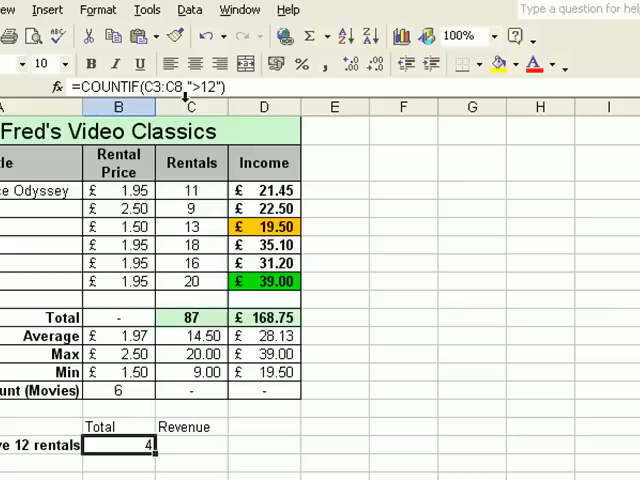 ew Insert Format Tools Data Window Help Type a question for help
Σ 100% ?
10 B I U % €
fx =COUNTIF(C3:C8,">12")
A B C D E F G H I
Fred's Video Classics
tle Rental Price Rentals Income
ce Odyssey £ 1.95 11 £ 21.45
£ 2.50 9 £ 22.50
£ 1.50 13 £ 19.50
£ 1.95 18 £ 35.10
£ 1.95 16 £ 31.20
£ 1.95 20 £ 39.00
Total - 87 £ 168.75
Average £ 1.97 14.50 £ 28.13
Max £ 2.50 20.00 £ 39.00
Min £ 1.50 9.00 £ 19.50
unt (Movies) 6 - -
Total Revenue
ve 12 rentals 4